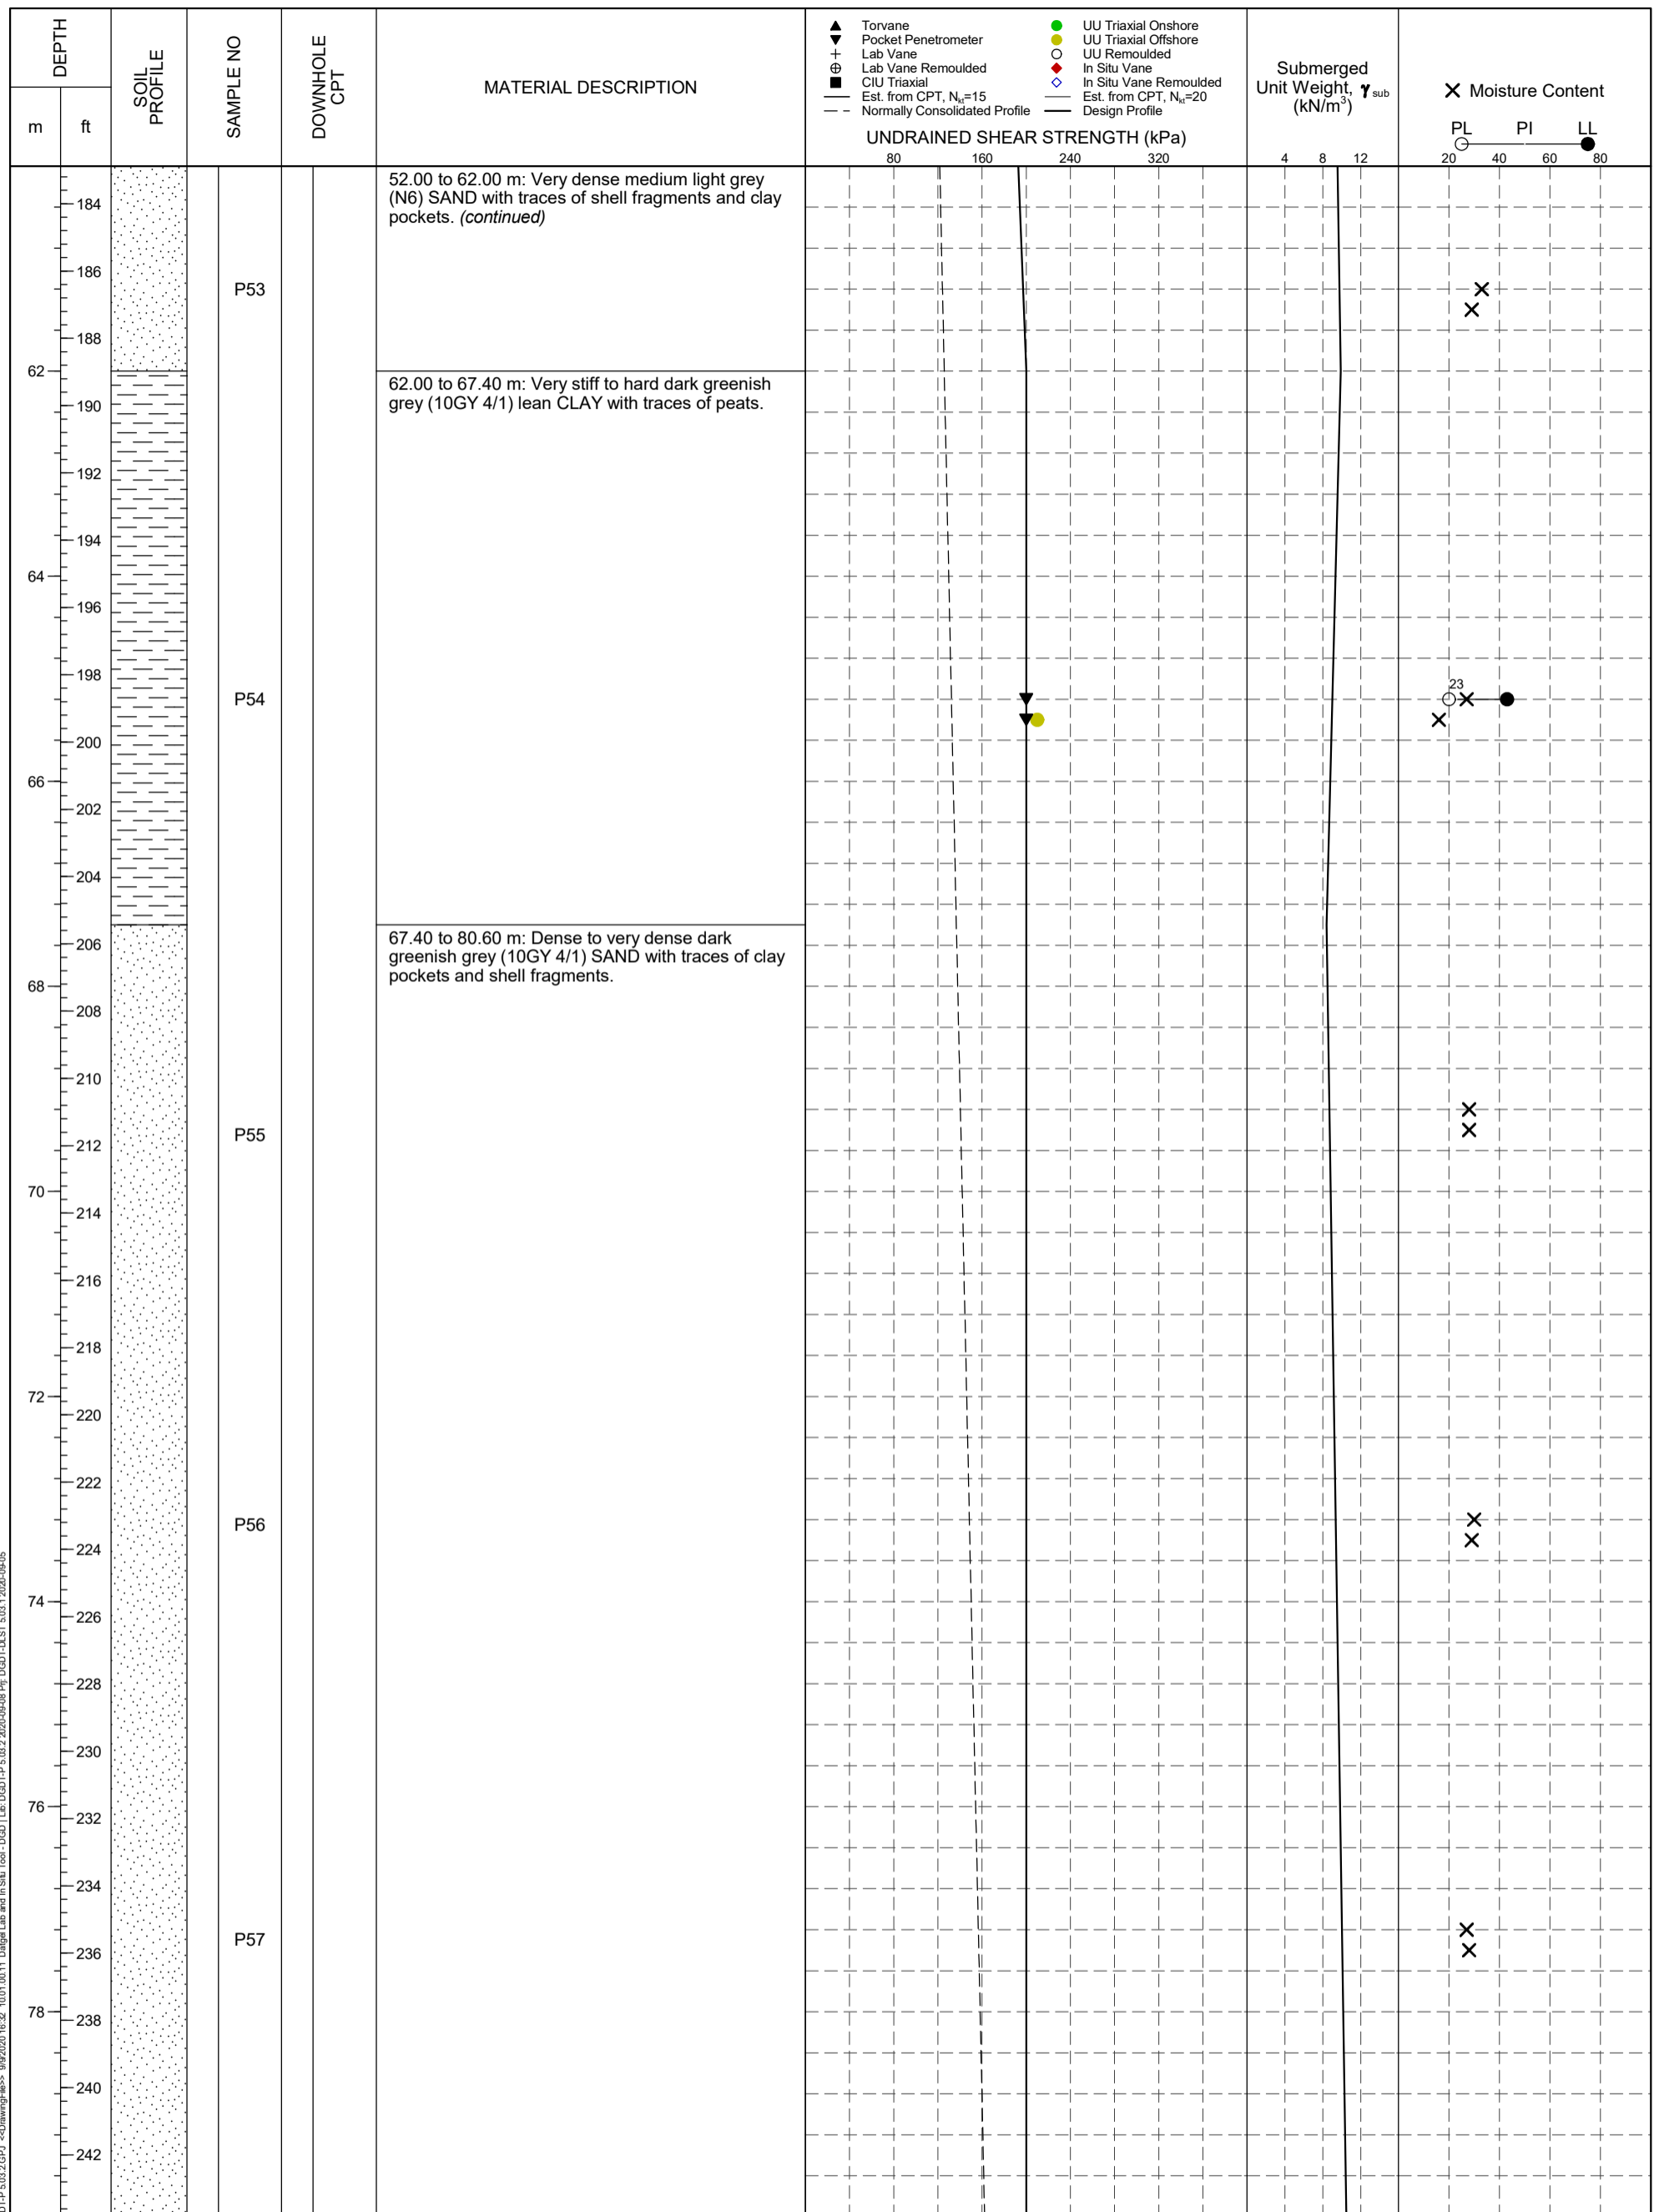 DEPTH
m
ft
SOIL
PROFILE
SAMPLE NO
DOWNHOLE
CPT
MATERIAL DESCRIPTION
Torvane
Pocket Penetrometer
Lab Vane
Lab Vane Remoulded
CIU Triaxial
Est. from CPT, Nkt=15
Normally Consolidated Profile
UU Triaxial Onshore
UU Triaxial Offshore
UU Remoulded
In Situ Vane
In Situ Vane Remoulded
Est. from CPT, Nkt=20
Design Profile
UNDRAINED SHEAR STRENGTH (kPa)
80 160 240 320
Submerged
Unit Weight, γ sub
(kN/m³)
4 8 12
Moisture Content
PL PI LL
20 40 60 80
52.00 to 62.00 m: Very dense medium light grey
(N6) SAND with traces of shell fragments and clay
pockets. (continued)
184
186
P53
188
62
62.00 to 67.40 m: Very stiff to hard dark greenish
grey (10GY 4/1) lean CLAY with traces of peats.
190
192
194
64
196
198
23
P54
200
66
202
204
67.40 to 80.60 m: Dense to very dense dark
greenish grey (10GY 4/1) SAND with traces of clay
pockets and shell fragments.
206
68
208
210
P55
212
70
214
216
218
72
220
222
P56
224
74
226
228
230
76
232
234
P57
236
78
238
240
242